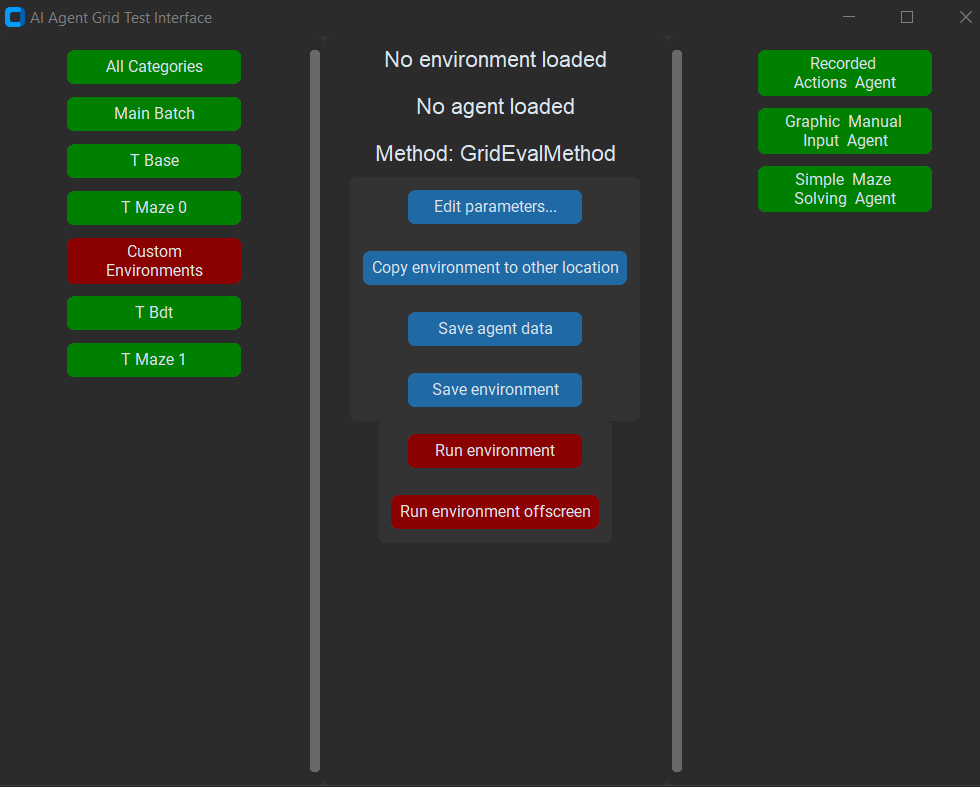 AI Agent Grid Test Interface
All Categories
Main Batch
T Base
T Maze 0
Custom
Environments
T Bdt
T Maze 1
No environment loaded
No agent loaded
Method: GridEvalMethod
Edit parameters...
Copy environment to other location
Save agent data
Save environment
Run environment
Run environment offscreen
Recorded
Actions Agent
Graphic Manual
Input Agent
Simple Maze
Solving Agent